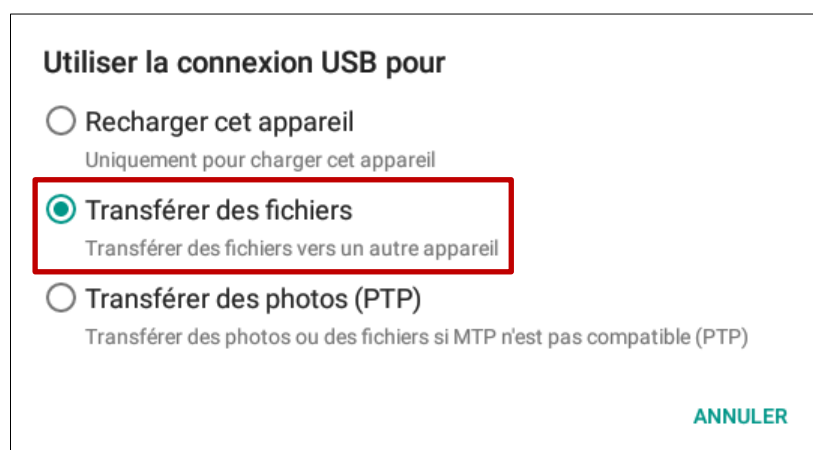 Utiliser la connexion USB pour
Recharger cet appareil
Uniquement pour charger cet appareil
Transférer des fichiers
Transférer des fichiers vers un autre appareil
Transférer des photos (PTP)
Transférer des photos ou des fichiers si MTP n'est pas compatible (PTP)
ANNULER